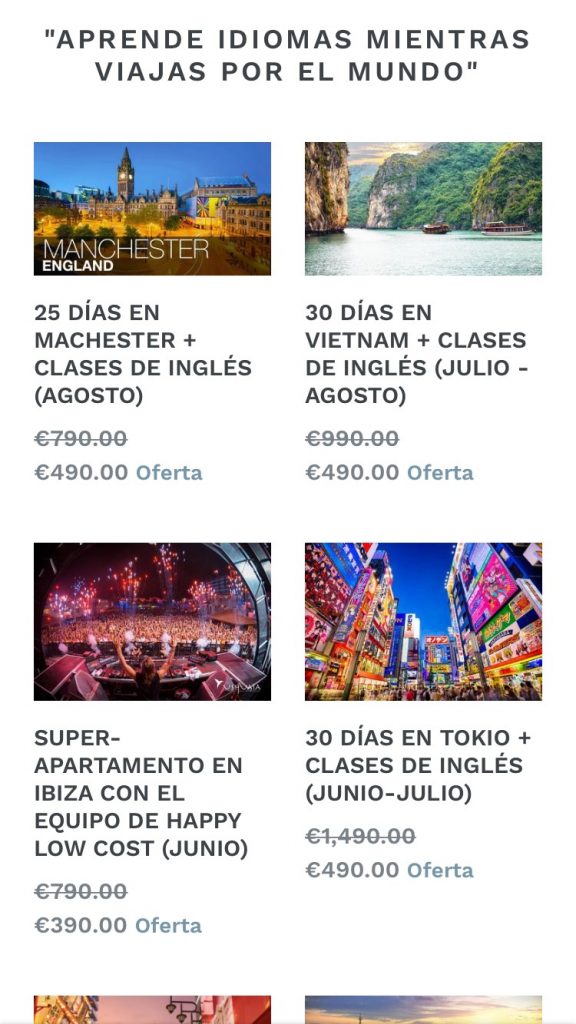 "APRENDE IDIOMAS MIENTRAS
VIAJAS POR EL MUNDO"
MANCHESTER
ENGLAND
25 DÍAS EN
MACHESTER +
CLASES DE INGLÉS
(AGOSTO)
€790.00
€490.00 Oferta
30 DÍAS EN
VIETNAM + CLASES
DE INGLÉS (JULIO -
AGOSTO)
€990.00
€490.00 Oferta
SUPER-
APARTAMENTO EN
IBIZA CON EL
EQUIPO DE HAPPY
LOW COST (JUNIO)
€790.00
€390.00 Oferta
30 DÍAS EN TOKIO +
CLASES DE INGLÉS
(JUNIO-JULIO)
€1,490.00
€490.00 Oferta